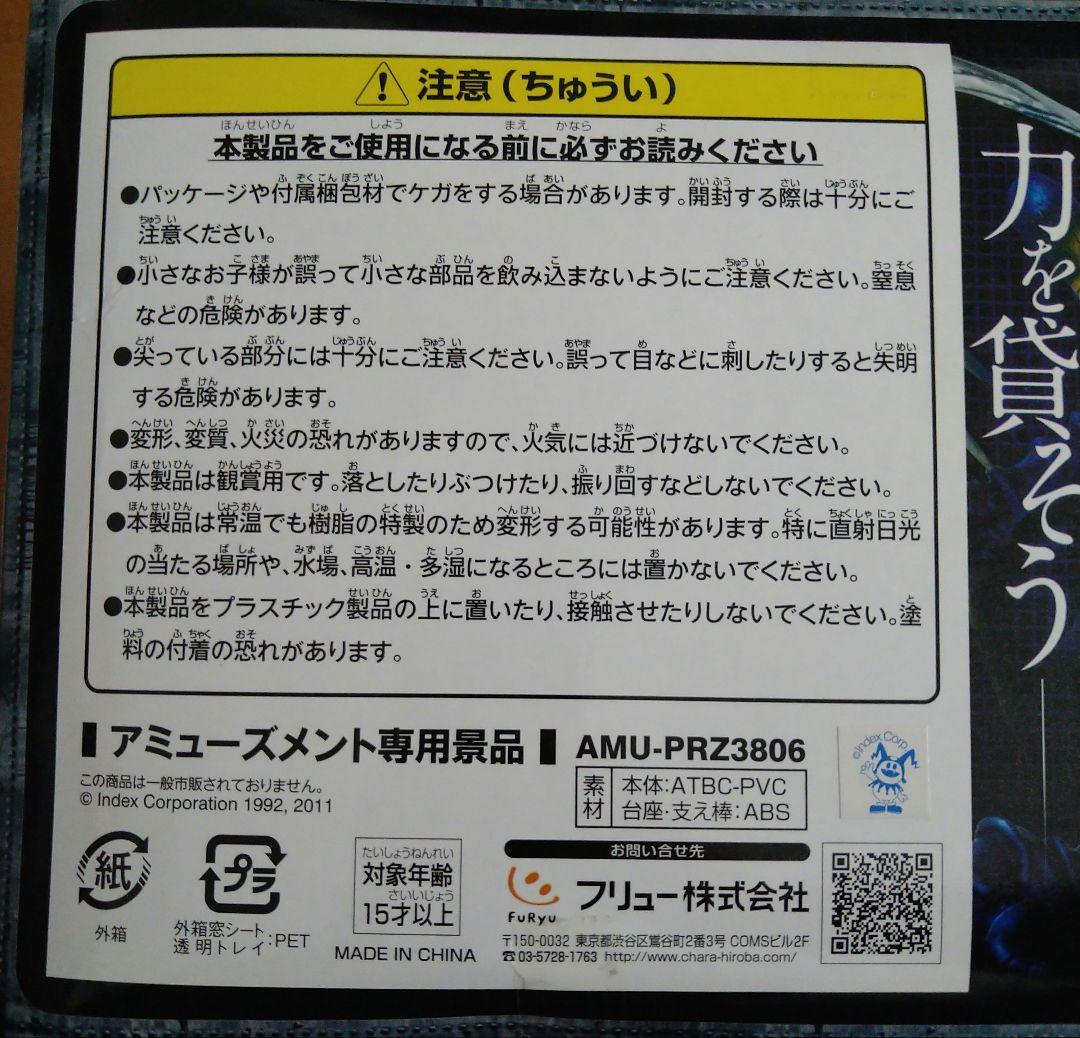 注意(ちゅうい)
本製品をご使用になる前に必ずお読みください
●パッケージや付属梱包材でケガをする場合があります。開封する際は十分にご
注意ください。
●小さなお子様が誤って小さな部品を飲み込まないようにご注意ください。窒息
などの危険があります。
●尖っている部分には十分にご注意ください。誤って目などに刺したりすると失明
する危険があります。
●変形、変質、火災の恐れがありますので、火気には近づけないでください。
●本製品は観賞用です。落としたりぶつけたり、振り回すなどしないでください。
●本製品は常温でも樹脂の特製のため変形する可能性があります。特に直射日光
の当たる場所や、水場、高温・多湿になるところには置かないでください。
●本製品をプラスチック製品の上に置いたり、接触させたりしないでください。塗
料の付着の恐れがあります。
アミューズメント専用景品
AMU-PRZ3806
この商品は一般市販されておりません。
© Index Corporation 1992, 2011
素材
本体:ATBC-PVC
台座・支え棒:ABS
©Index Corp
紙
外箱
プラ
外箱窓シート
透明トレイ:PET
たいしょうねんれい
対象年齢
さいいじょう
15才以上
MADE IN CHINA
お問い合せ先
FuRyu
フリュー株式会社
〒150-0032 東京都渋谷区鶯谷町2番3号 COMSビル2F
☎03-5728-1763 http://www.chara-hiroba.com/
力を貸そう